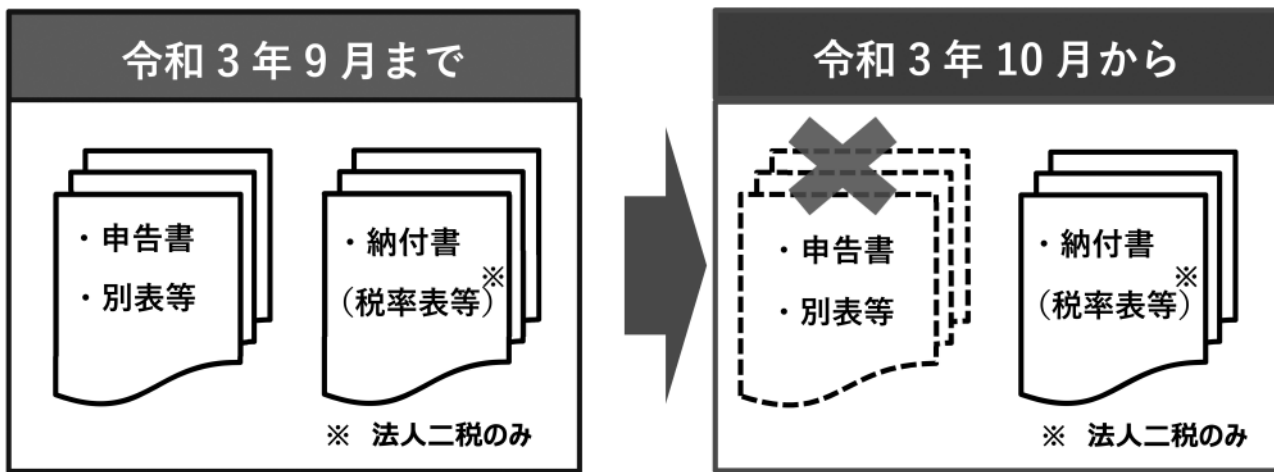 令和3年9月まで
・申告書
・別表等
・納付書
(税率表等)※
※ 法人二税のみ
令和3年10月から
・申告書
・別表等
・納付書
(税率表等)※
※ 法人二税のみ